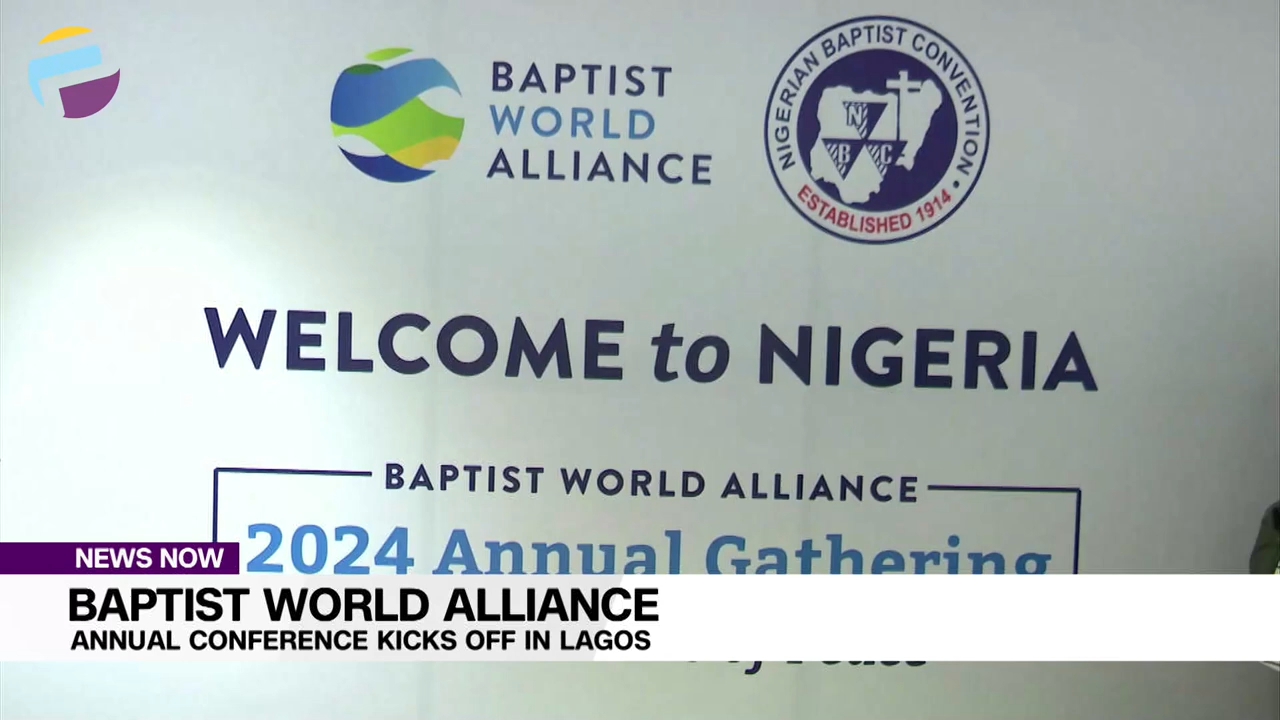 BAPTIST
WORLD
ALLIANCE
NIGERIAN BAPTIST CONVENTION
N
B C
ESTABLISHED 1914
WELCOME to NIGERIA
BAPTIST WORLD ALLIANCE
2024 Annual Gathering
NEWS NOW
BAPTIST WORLD ALLIANCE
ANNUAL CONFERENCE KICKS OFF IN LAGOS